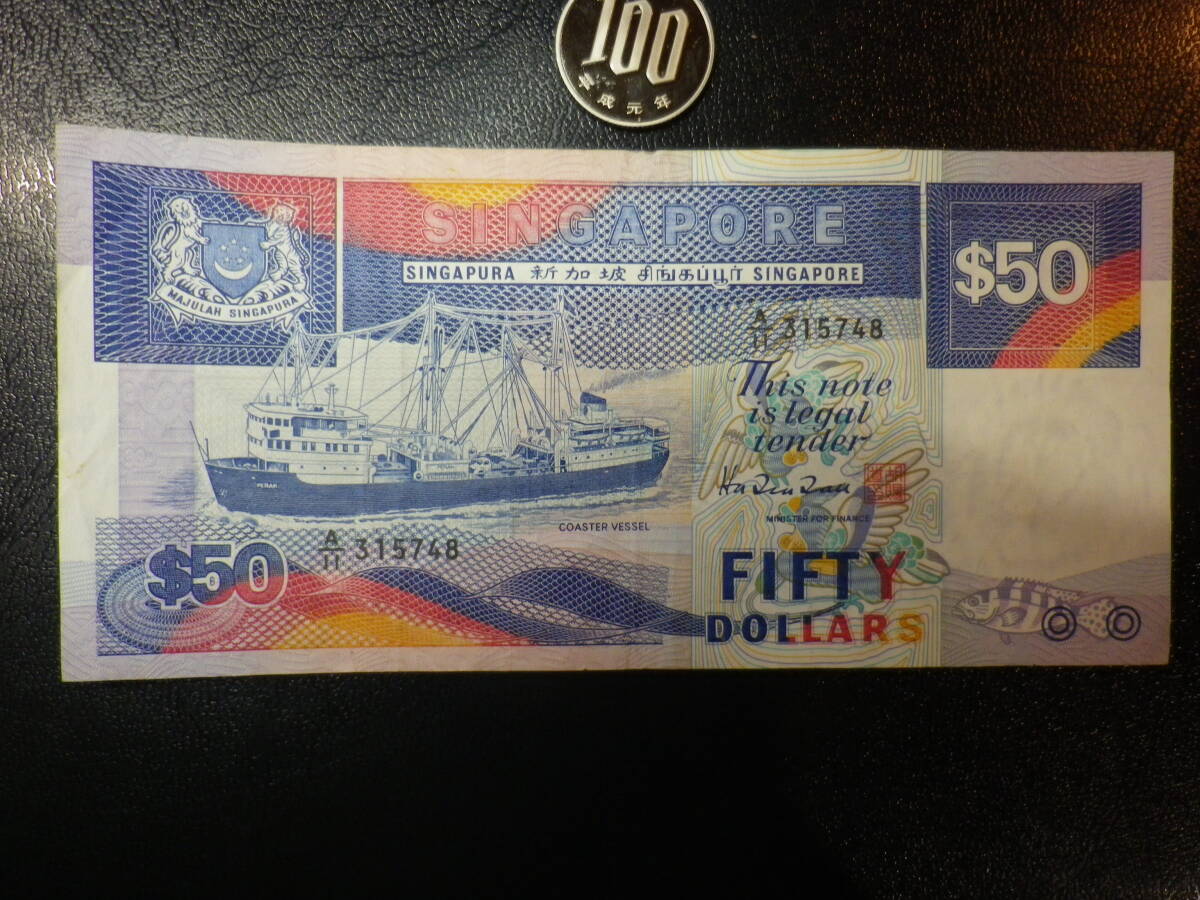 100
平成元年
SINGAPORE
SINGAPURA 新加坡 சிங்கப்பூர் SINGAPORE
MAJULAH SINGAPURA
$50
A/11 315748
This note
is legal
tender
MINISTER FOR FINANCE
PERAK
COASTER VESSEL
A/11 315748
$50
FIFTY
DOLLARS